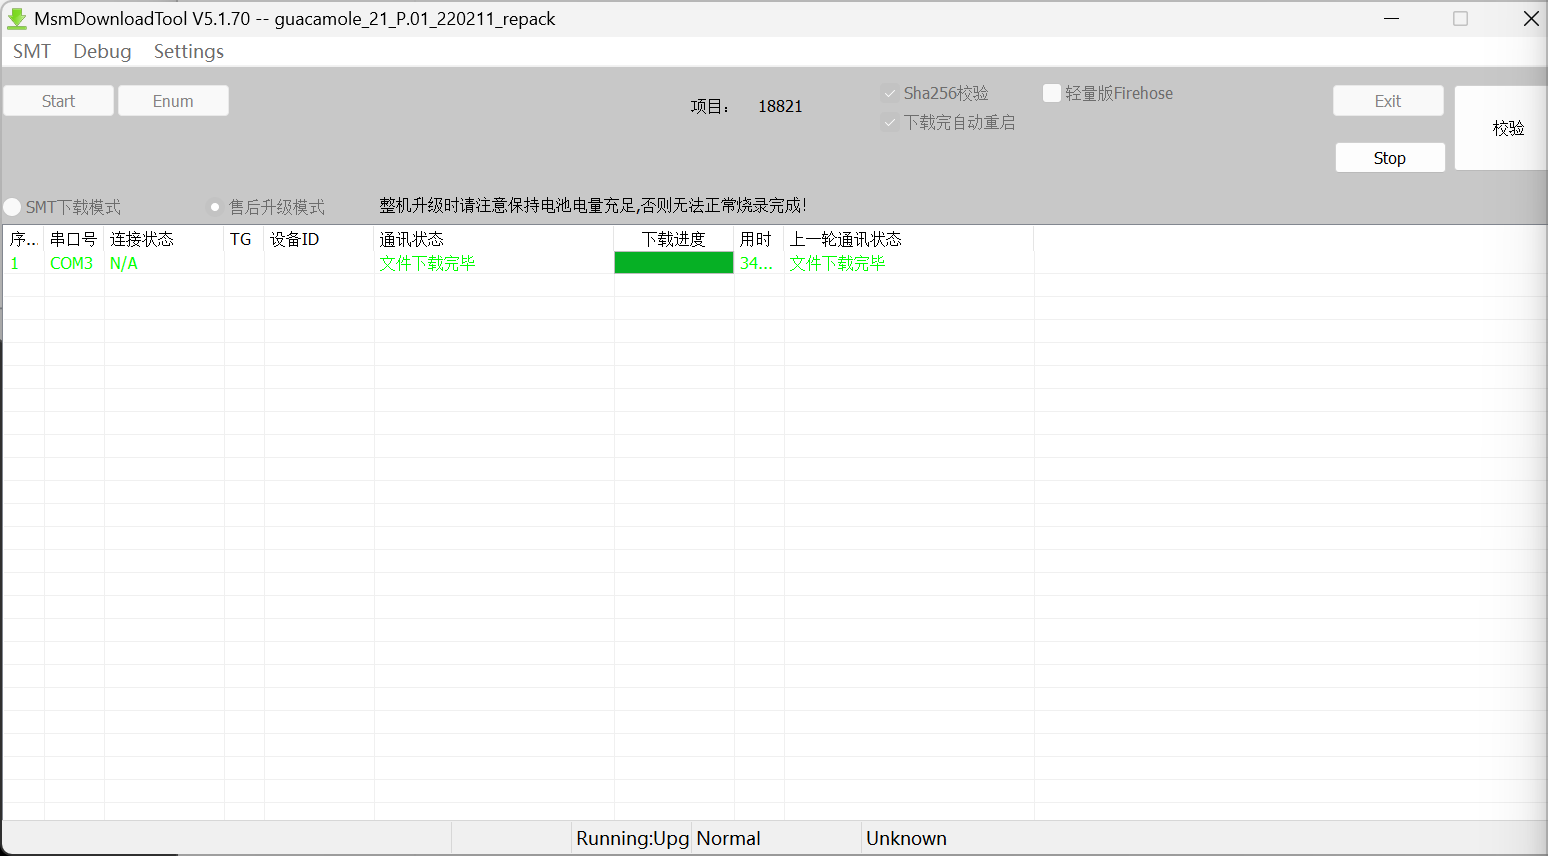 MsmDownloadTool V5.1.70 -- guacamole_21_P.01_220211_repack
SMT Debug Settings
Start Enum 项目： 18821 Sha256校验 轻量版Firehose Exit
下载完自动重启
校验
Stop
SMT下载模式 售后升级模式 整机升级时请注意保持电池电量充足,否则无法正常烧录完成!
序... 串口号 连接状态 TG 设备ID 通讯状态 下载进度 用时 上一轮通讯状态
1 COM3 N/A 文件下载完毕 34... 文件下载完毕
Running:Upg Normal Unknown